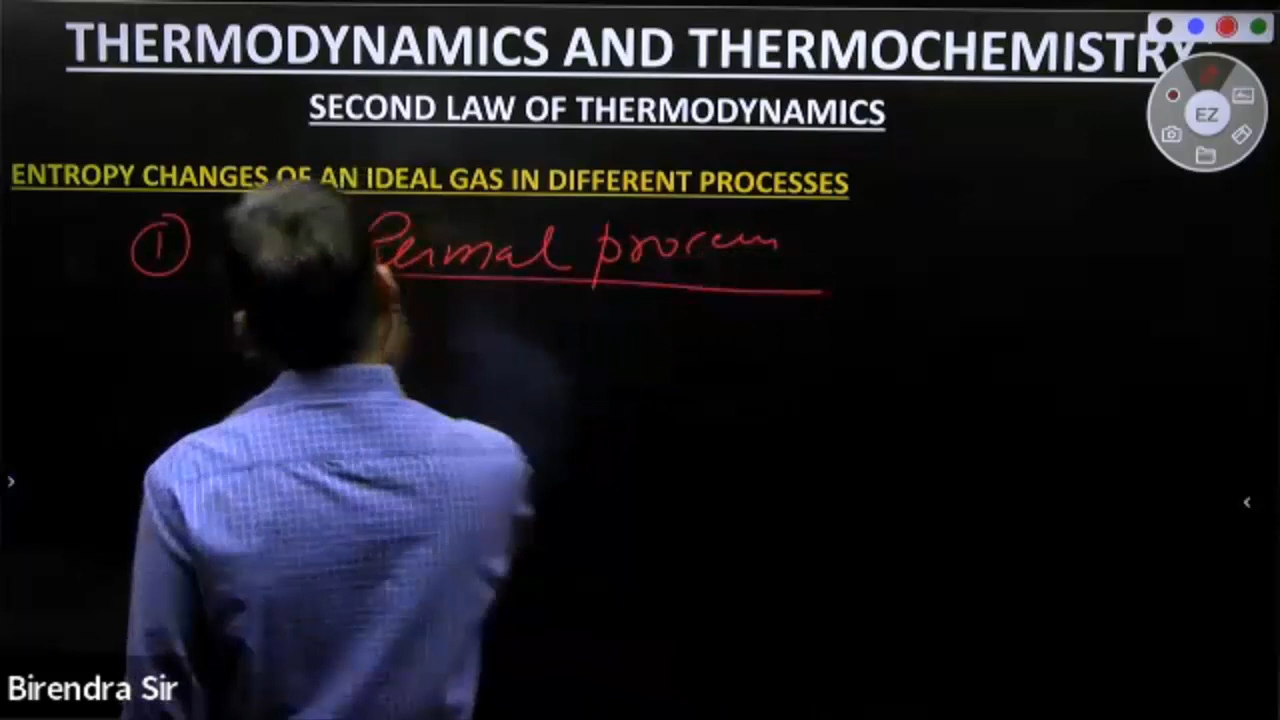 THERMODYNAMICS AND THERMOCHEMISTRY
SECOND LAW OF THERMODYNAMICS
ENTROPY CHANGES OF AN IDEAL GAS IN DIFFERENT PROCESSES
1
EZ
Birendra Sir